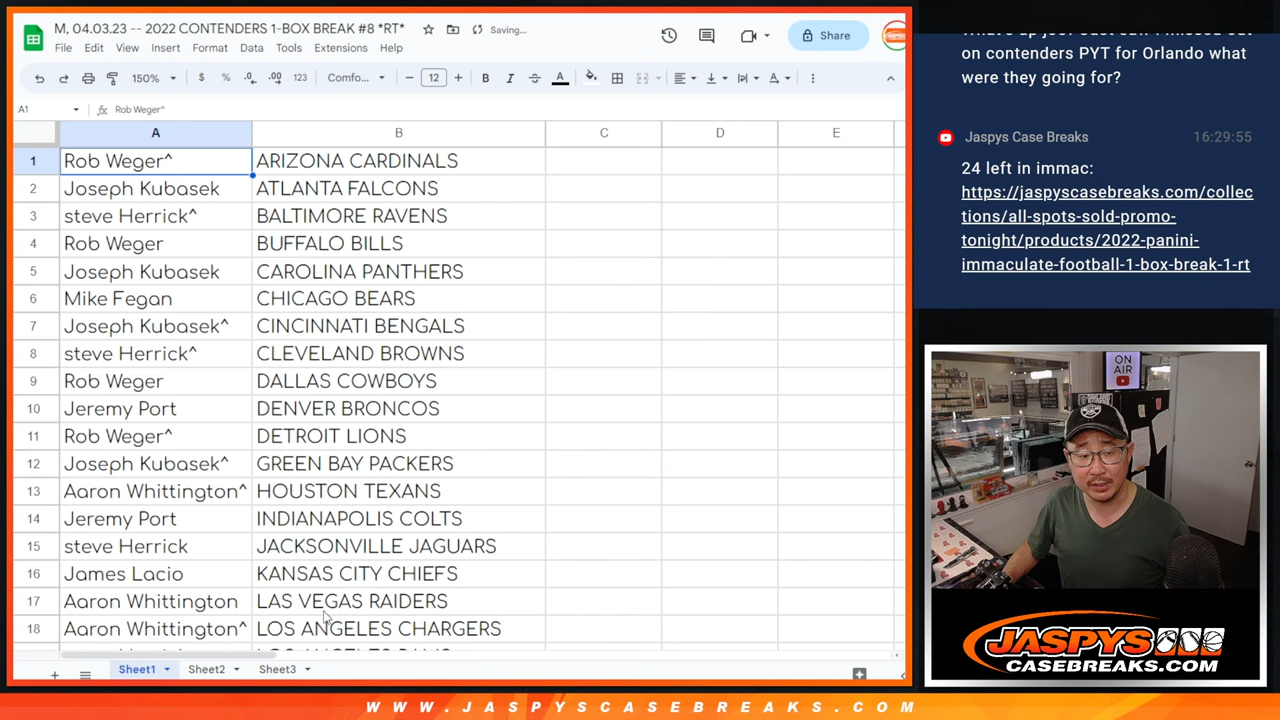 M, 04.03.23 -- 2022 CONTENDERS 1-BOX BREAK #8 *RT*
Saving...
File Edit View Insert Format Data Tools Extensions Help
Share
150%
$ % .0 .00 123
Comfo...
12
B I A
A1
fx Rob Weger^
A B C D E
1 Rob Weger^ ARIZONA CARDINALS
2 Joseph Kubasek ATLANTA FALCONS
3 steve Herrick^ BALTIMORE RAVENS
4 Rob Weger BUFFALO BILLS
5 Joseph Kubasek CAROLINA PANTHERS
6 Mike Fegan CHICAGO BEARS
7 Joseph Kubasek^ CINCINNATI BENGALS
8 steve Herrick^ CLEVELAND BROWNS
9 Rob Weger DALLAS COWBOYS
10 Jeremy Port DENVER BRONCOS
11 Rob Weger^ DETROIT LIONS
12 Joseph Kubasek^ GREEN BAY PACKERS
13 Aaron Whittington^ HOUSTON TEXANS
14 Jeremy Port INDIANAPOLIS COLTS
15 steve Herrick JACKSONVILLE JAGUARS
16 James Lacio KANSAS CITY CHIEFS
17 Aaron Whittington LAS VEGAS RAIDERS
18 Aaron Whittington^ LOS ANGELES CHARGERS
Sheet1 Sheet2 Sheet3
on contenders PYT for Orlando what
were they going for?
Jaspys Case Breaks 16:29:55
24 left in immac:
https://jaspyscasebreaks.com/collec
tions/all-spots-sold-promo-
tonight/products/2022-panini-
immaculate-football-1-box-break-1-rt
ON
AIR
JASPYS
CASEBREAKS.COM
WWW.JASPYSCASEBREAKS.COM